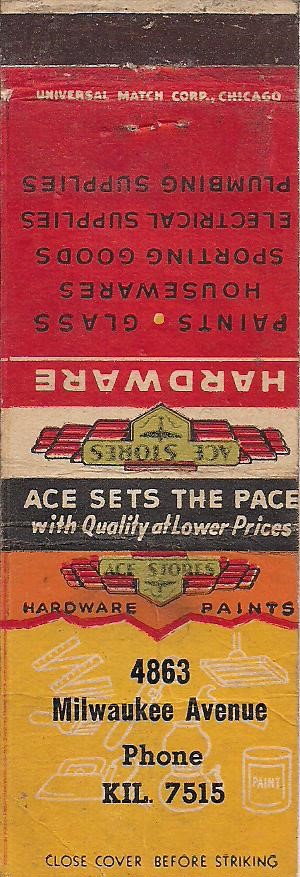 UNIVERSAL MATCH CORP., CHICAGO
HARDWARE
PAINTS • GLASS
HOUSEWARES
SPORTING GOODS
ELECTRICAL SUPPLIES
PLUMBING SUPPLIES
ACE STORES
ACE SETS THE PACE
with Quality at Lower Prices
ACE STORES
HARDWARE PAINTS
4863
Milwaukee Avenue
Phone
KIL. 7515
PAINT
CLOSE COVER BEFORE STRIKING